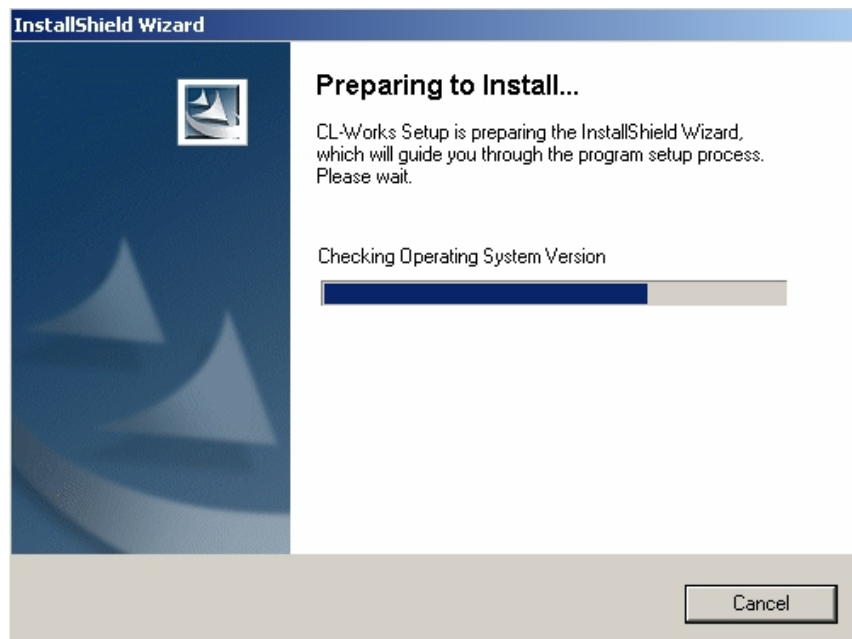 InstallShield Wizard
Preparing to Install...
CL-Works Setup is preparing the InstallShield Wizard,
which will guide you through the program setup process.
Please wait.
Checking Operating System Version
Cancel